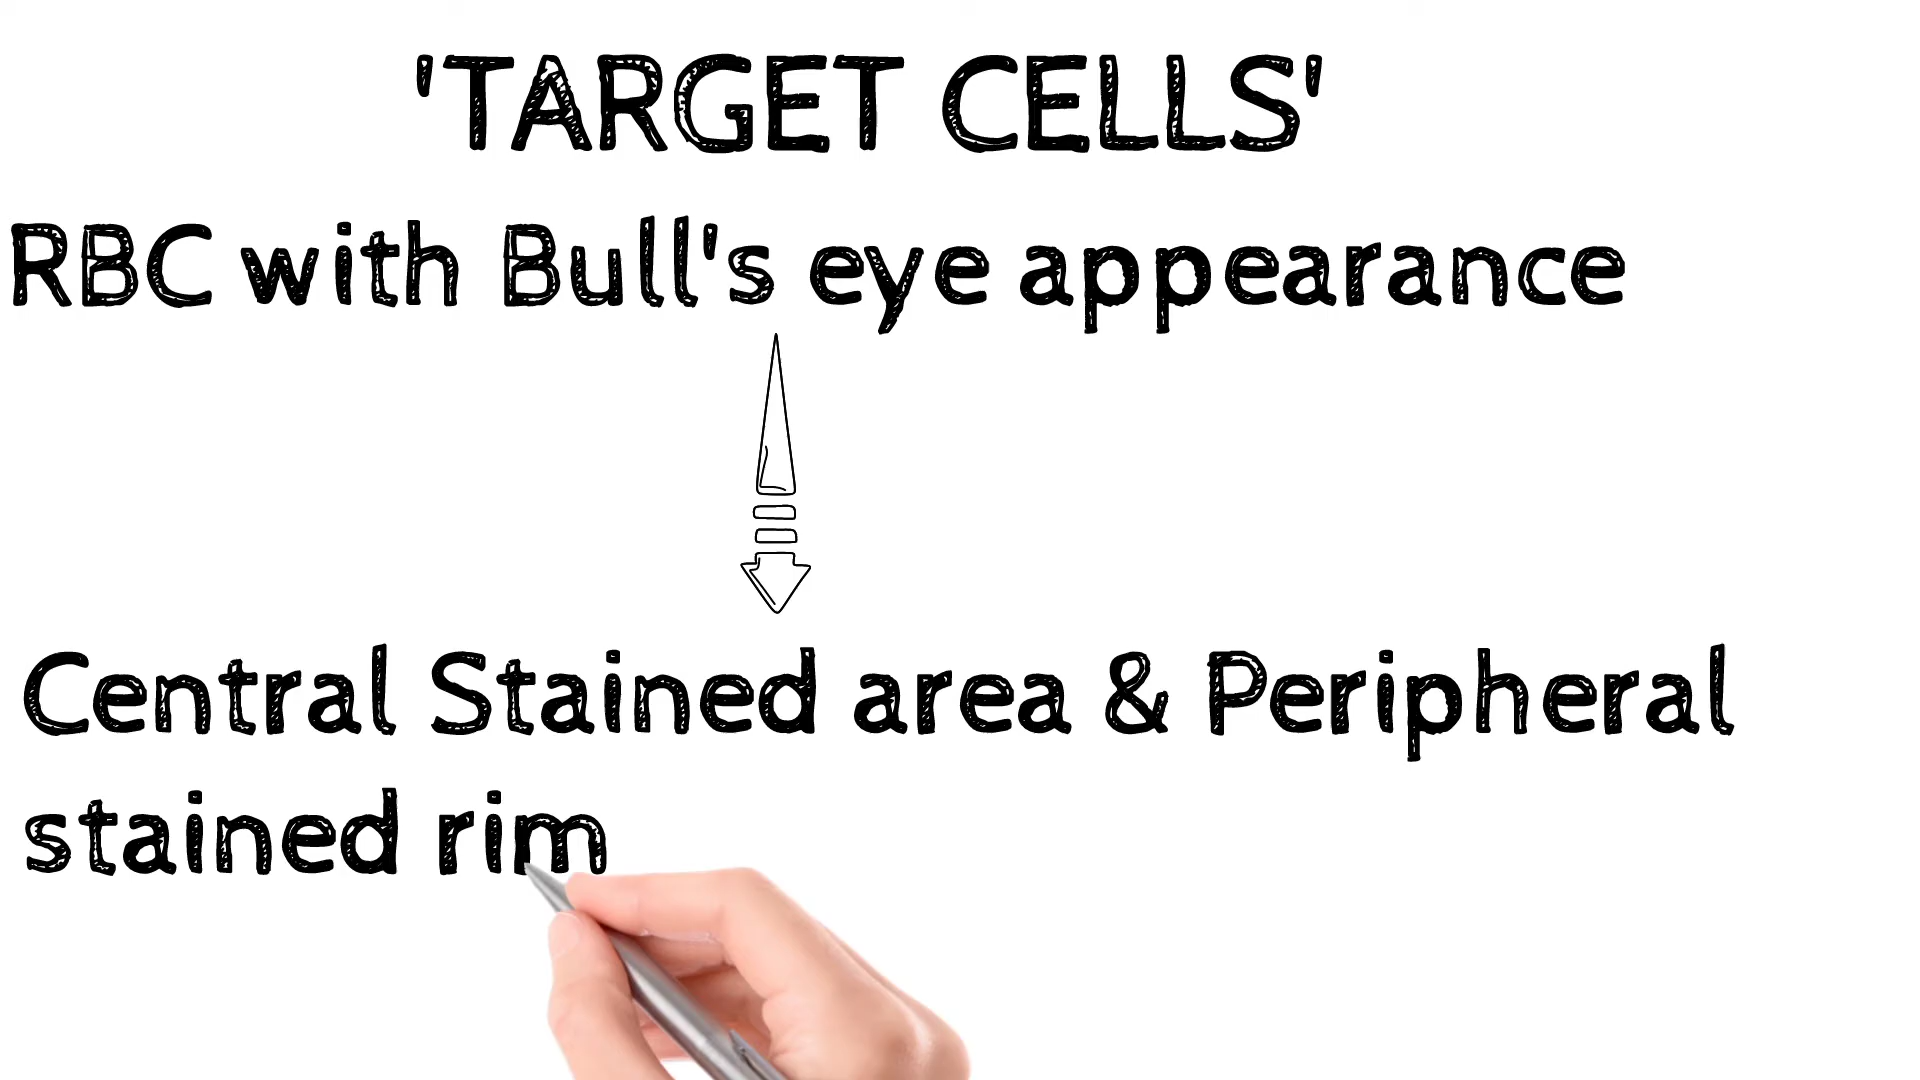 'TARGET CELLS'
RBC with Bull's eye appearance
Central Stained area & Peripheral
stained rim